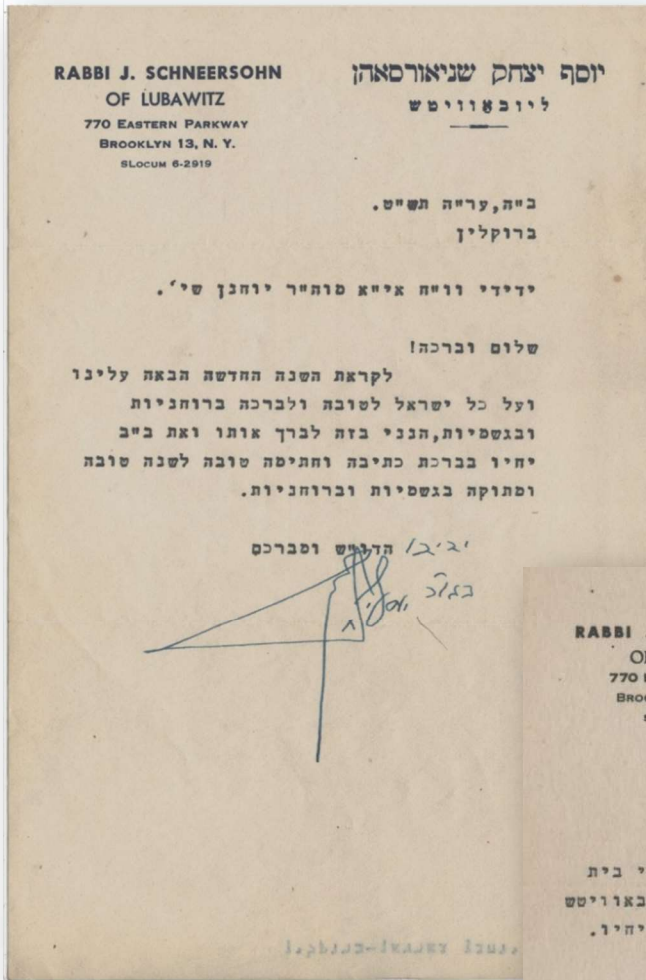 RABBI J. SCHNEERSOHN
OF LUBAWITZ
770 EASTERN PARKWAY
BROOKLYN 13, N. Y.
SLOCUM 6-2919
יוסף יצחק שניאורסאהן
ליובאוויטש
ב"ה, ער"ה תש"ט.
ברוקלין
ידידי וו"ח אי"א מוה"ר יוחנן שי'.
שלום וברכה!
לקראת השנה החדשה הבאה עלינו
ועל כל ישראל לטובה ולברכה ברוחניות
ובגשמיות, הנני בזה לברך אותו ואת ב"ב
יחיו בברכת כתיבה וחתימה טובה לשנה טובה
ומתוקה בגשמיות וברוחניות.
ידידו הדו"ש ומברכם
RABBI
770
י בית
באוויטש
יחיו.